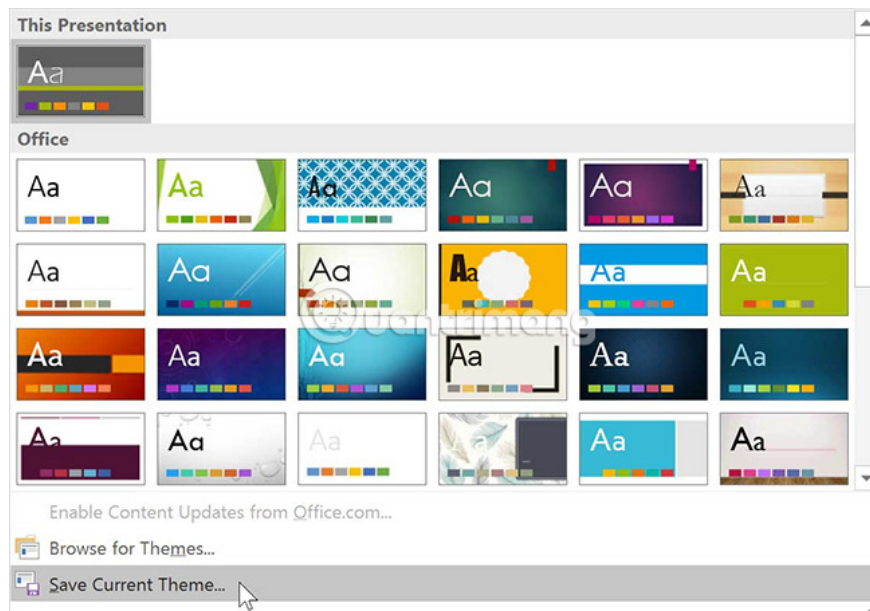 This Presentation
Aa
Office
Aa Aa Aa Aa Aa Aa
Aa Aa Aa Aa Aa Aa
Quantrimang
Aa Aa Aa Aa Aa Aa
Aa Aa Aa Aa Aa
Enable Content Updates from Office.com...
Browse for Themes...
Save Current Theme...